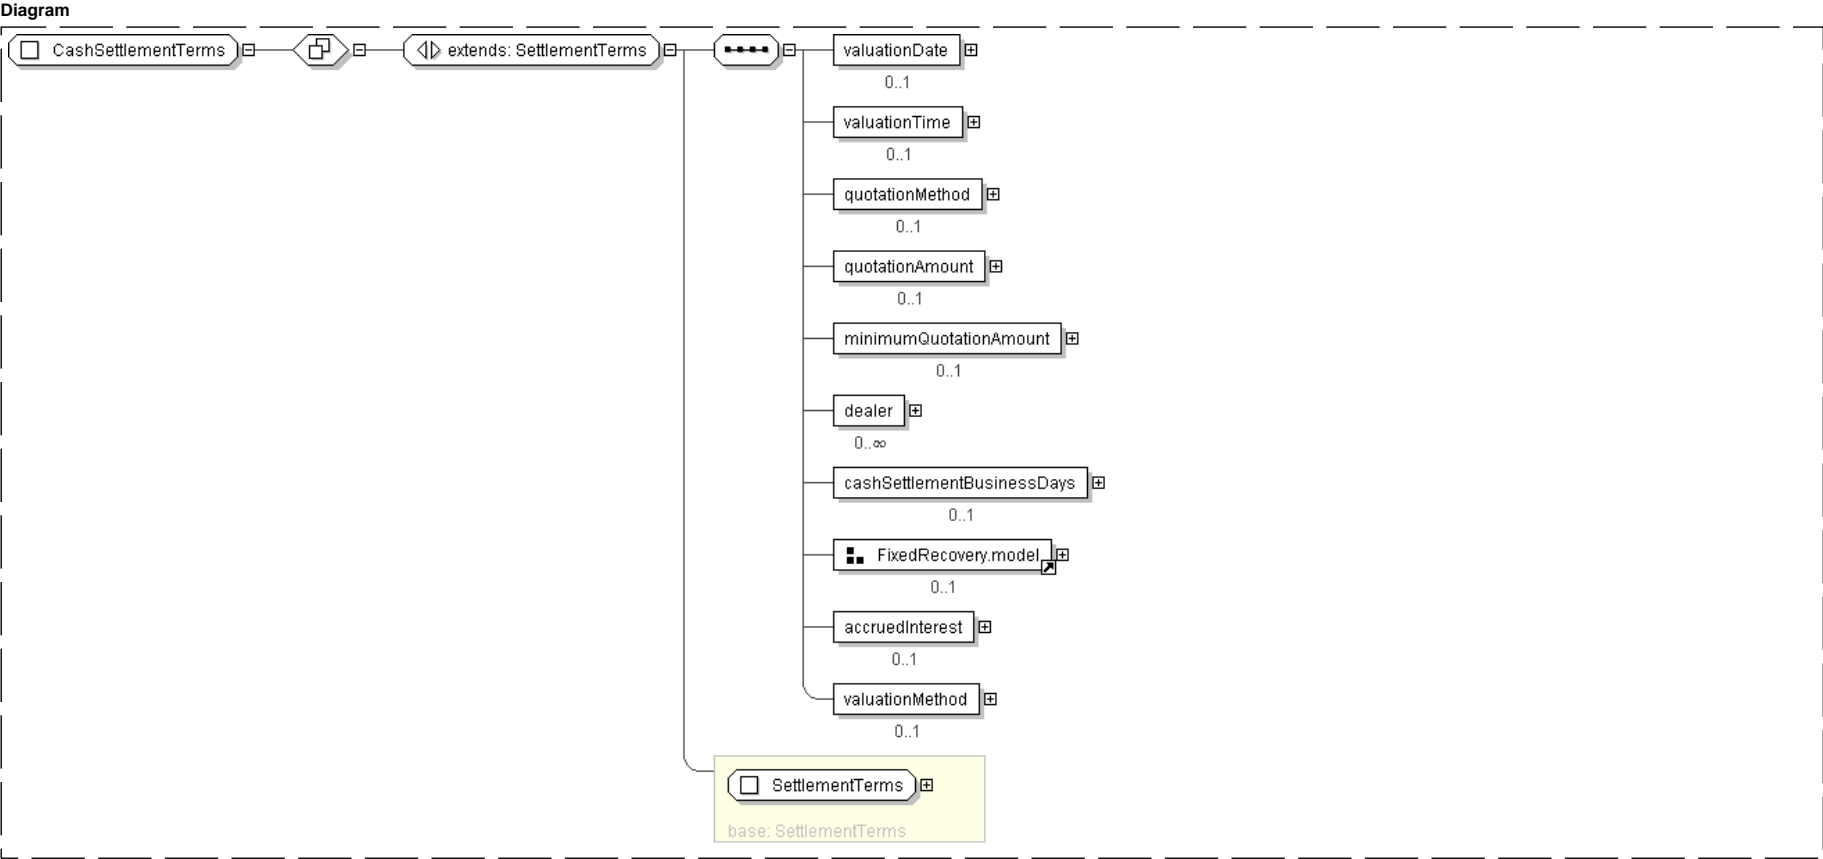 Diagram
CashSettlementTerms
extends: SettlementTerms
valuationDate
0..1
valuationTime
0..1
quotationMethod
0..1
quotationAmount
0..1
minimumQuotationAmount
0..1
dealer
0..∞
cashSettlementBusinessDays
0..1
FixedRecovery.model
0..1
accruedInterest
0..1
valuationMethod
0..1
SettlementTerms
base: SettlementTerms